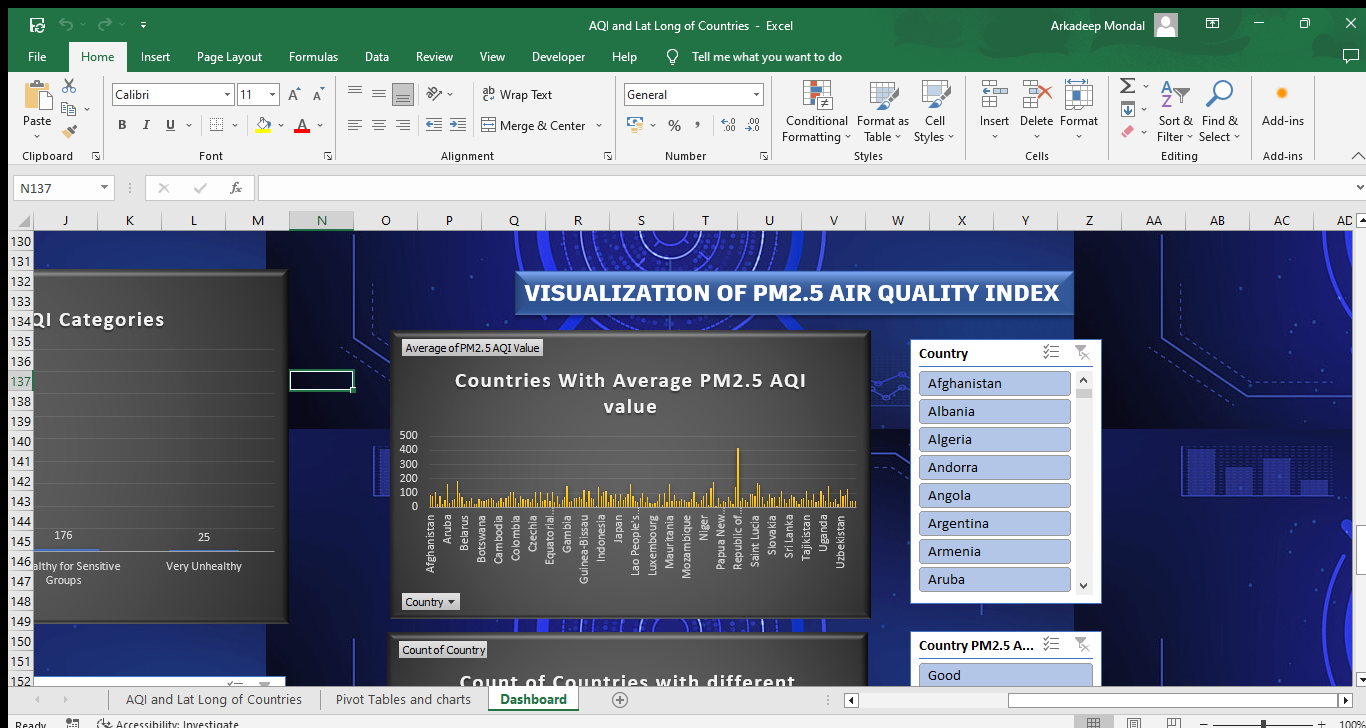 AQI and Lat Long of Countries - Excel
Arkadeep Mondal
File Home Insert Page Layout Formulas Data Review View Developer Help Tell me what you want to do
Paste
Calibri 11
B I U
Wrap Text
Merge & Center
General
% ,
Conditional Formatting
Format as Table
Cell Styles
Insert Delete Format
Sort & Filter
Find & Select
Add-ins
Clipboard Font Alignment Number Styles Cells Editing Add-ins
N137 fx
J K L M N O P Q R S T U V W X Y Z AA AB AC AD
130
131
132
133
134
135
136
137
138
139
140
141
142
143
144
145
146
147
148
149
150
151
152
QI Categories
176 25
althy for Sensitive
Groups
Very Unhealthy
VISUALIZATION OF PM2.5 AIR QUALITY INDEX
Average of PM2.5 AQI Value
Countries With Average PM2.5 AQI
value
500
400
300
200
100
0
Afghanistan
Aruba
Belarus
Botswana
Cambodia
Colombia
Czechia
Equatorial...
Gambia
Guinea-Bissau
Indonesia
Japan
Lao People's...
Luxembourg
Mauritania
Mozambique
Niger
Papua New...
Republic of...
Saint Lucia
Slovakia
Sri Lanka
Tajikistan
Uganda
Uzbekistan
Country
Country
Afghanistan
Albania
Algeria
Andorra
Angola
Argentina
Armenia
Aruba
Count of Country
Count of Countries with different
Country PM2.5 A...
Good
AQI and Lat Long of Countries Pivot Tables and charts Dashboard
Ready Accessibility: Investigate 100%